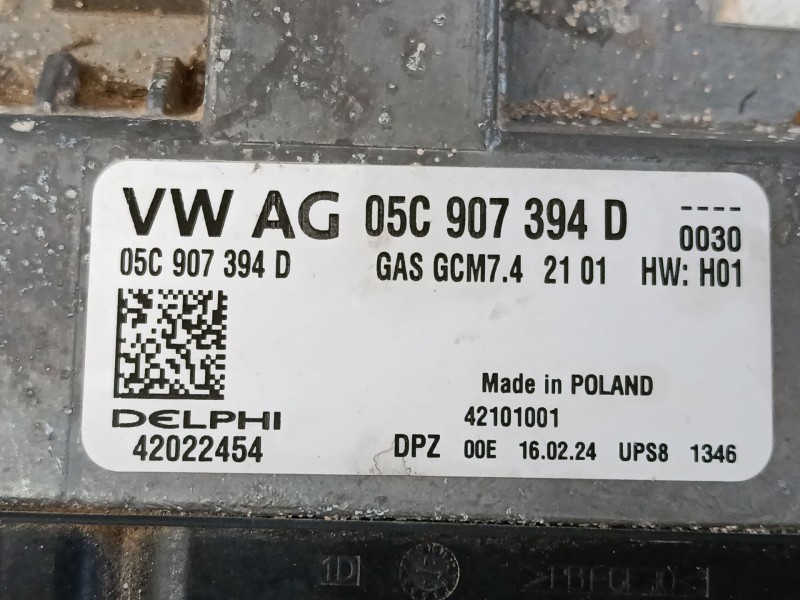 VW AG 05C 907 394 D ----
0030
05C 907 394 D GAS GCM7.4 21 01 HW: H01
Made in POLAND
DELPHI 42101001
42022454 DPZ 00E 16.02.24 UPS8 1346
1D